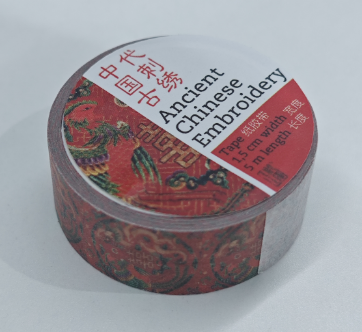 中国古
代刺绣
Ancient
Chinese
Embroidery
Tape 纸胶带
1,5 cm width 宽度
5 m length 长度